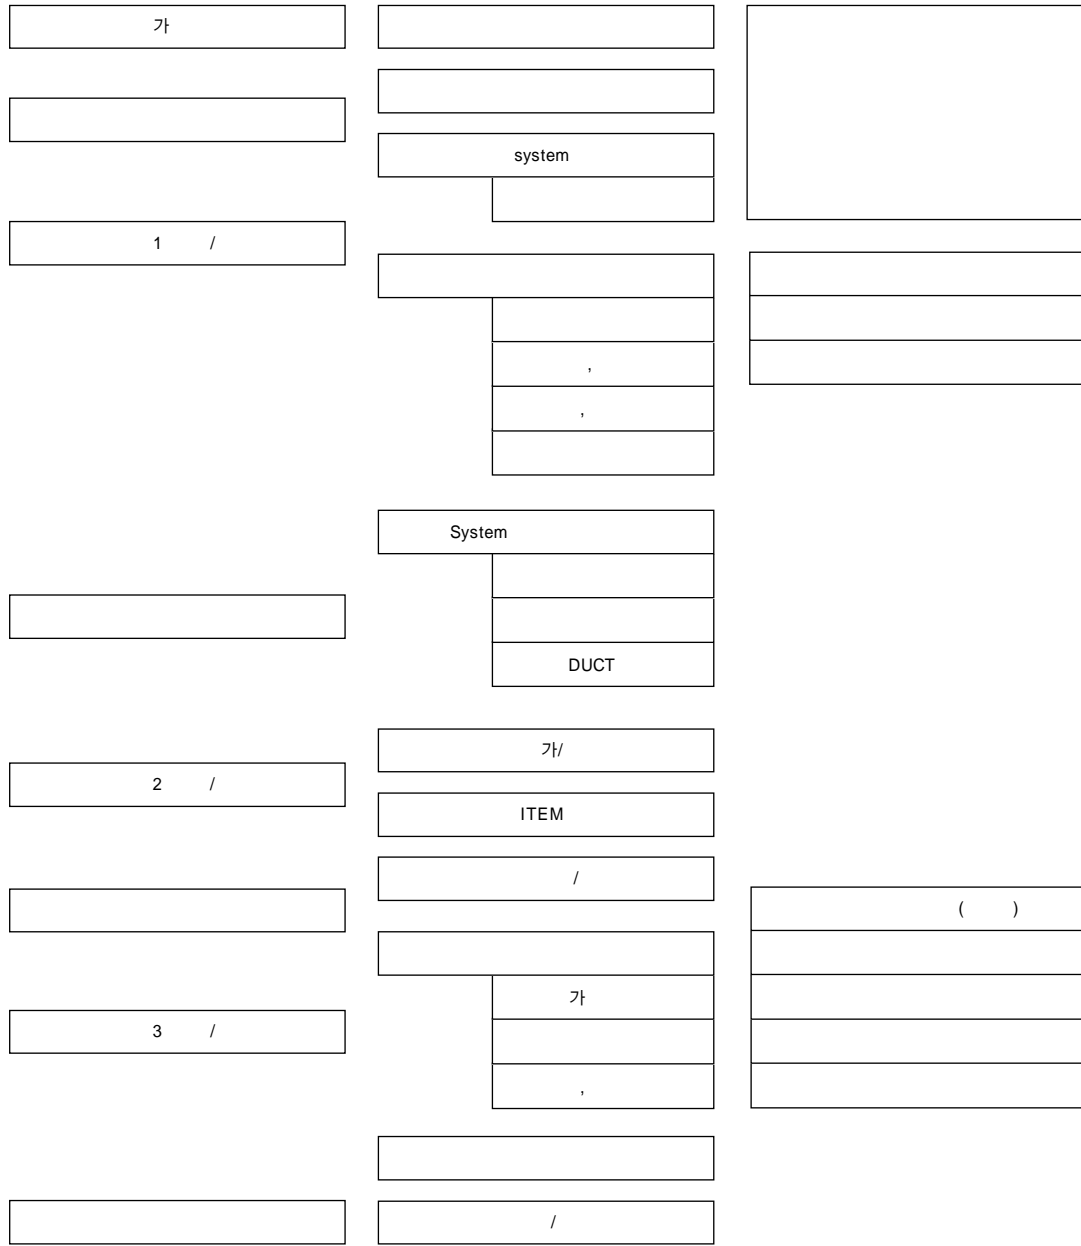 가
1 /
2 /
3 /
system
,
,
System
DUCT
가/
ITEM
/
가
,
/
( )